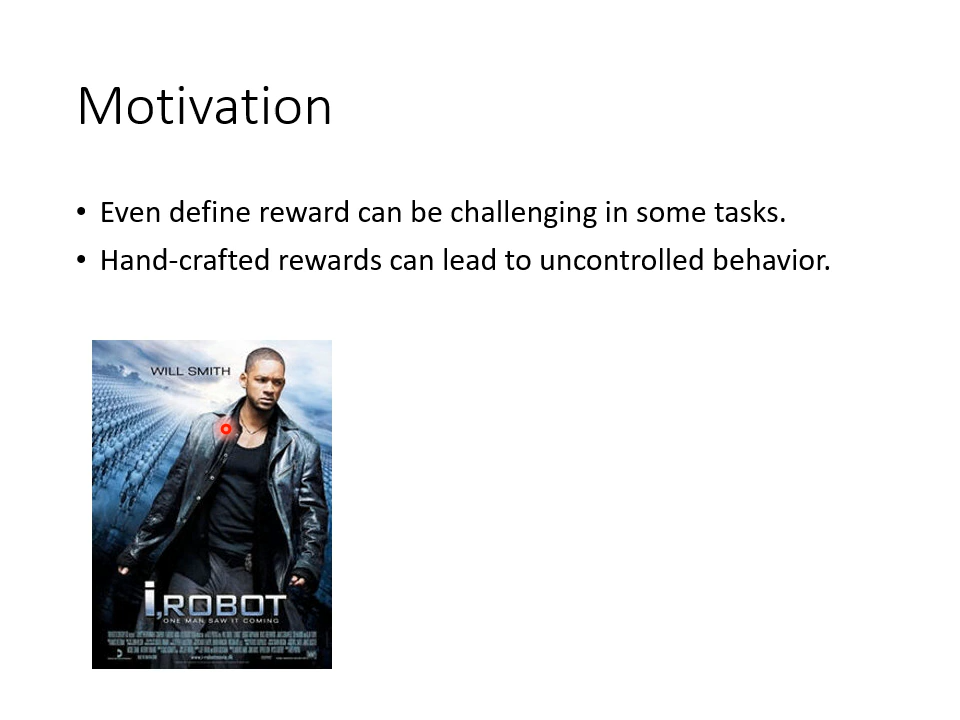 Motivation
• Even define reward can be challenging in some tasks.
• Hand-crafted rewards can lead to uncontrolled behavior.
WILL SMITH
i,ROBOT
ONE MAN SAW IT COMING